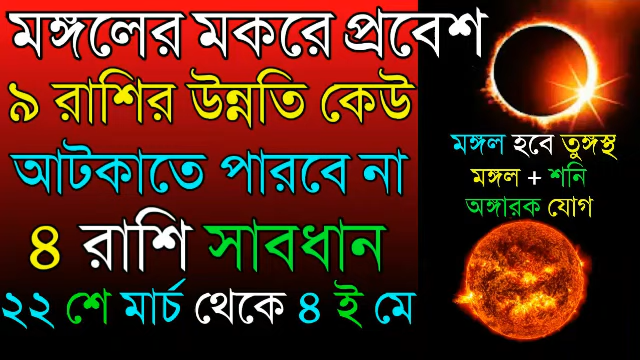 মঙ্গলের মকরে প্রবেশ
৯ রাশির উন্নতি কেউ
আটকাতে পারবে না
৪ রাশি সাবধান
২২ শে মার্চ থেকে ৪ ই মে
মঙ্গল হবে তুঙ্গস্থ
মঙ্গল + শনি
অঙ্গারক যোগ